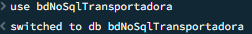 use bdNoSqlTransportadora
switched to db bdNoSqlTransportadora